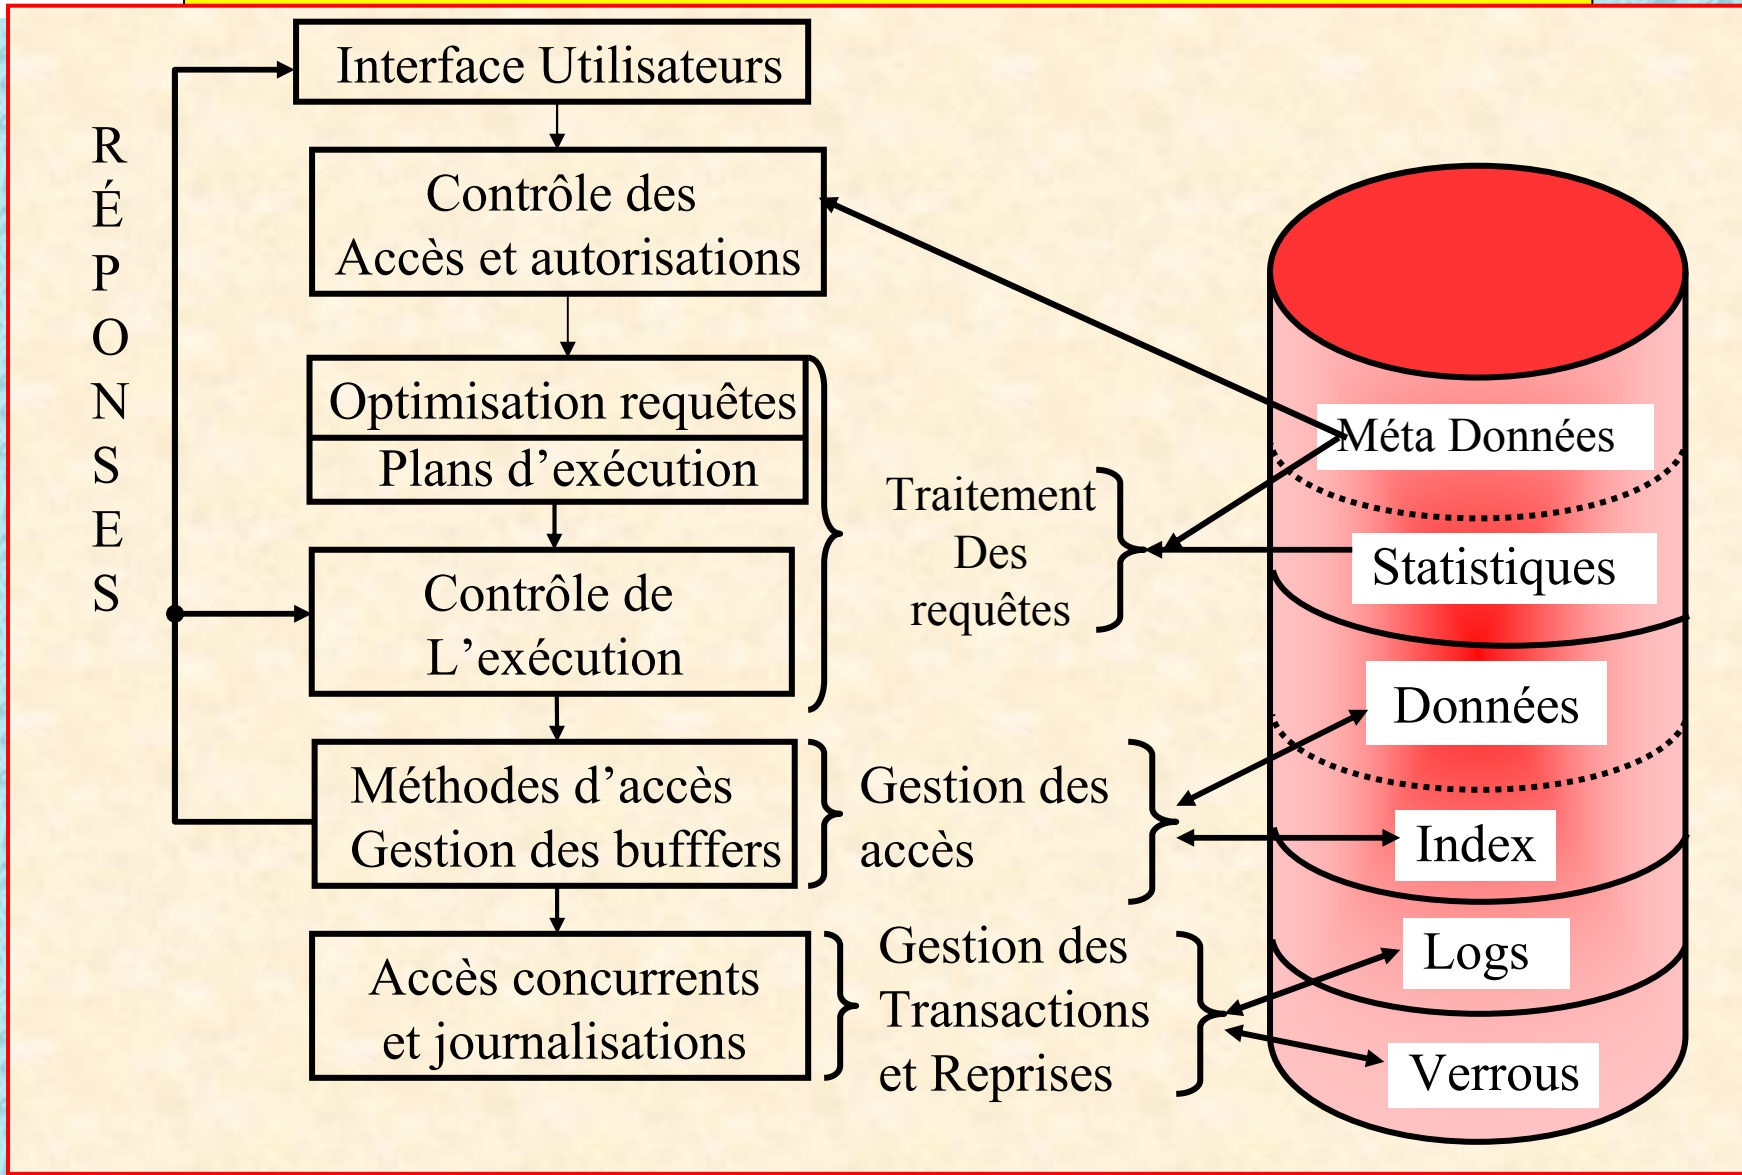 Interface Utilisateurs
R
É
P
O
N
S
E
S
Contrôle des
Accès et autorisations
Optimisation requêtes
Plans d’exécution
Contrôle de
L’exécution
Traitement
Des
requêtes
Méthodes d’accès
Gestion des bufffers
Gestion des
accès
Accès concurrents
et journalisations
Gestion des
Transactions
et Reprises
Méta Données
Statistiques
Données
Index
Logs
Verrous